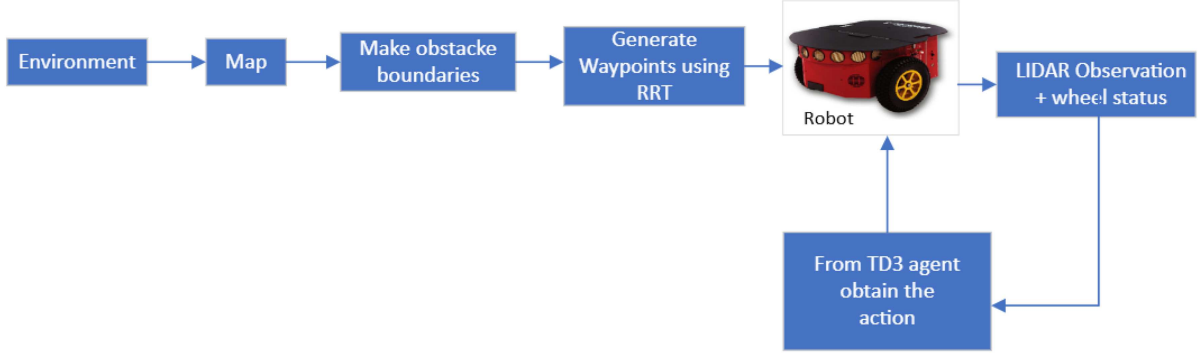 Environment
Map
Make obstacke
boundaries
Generate
Waypoints using
RRT
Robot
LIDAR Observation
+ wheel status
From TD3 agent
obtain the
action